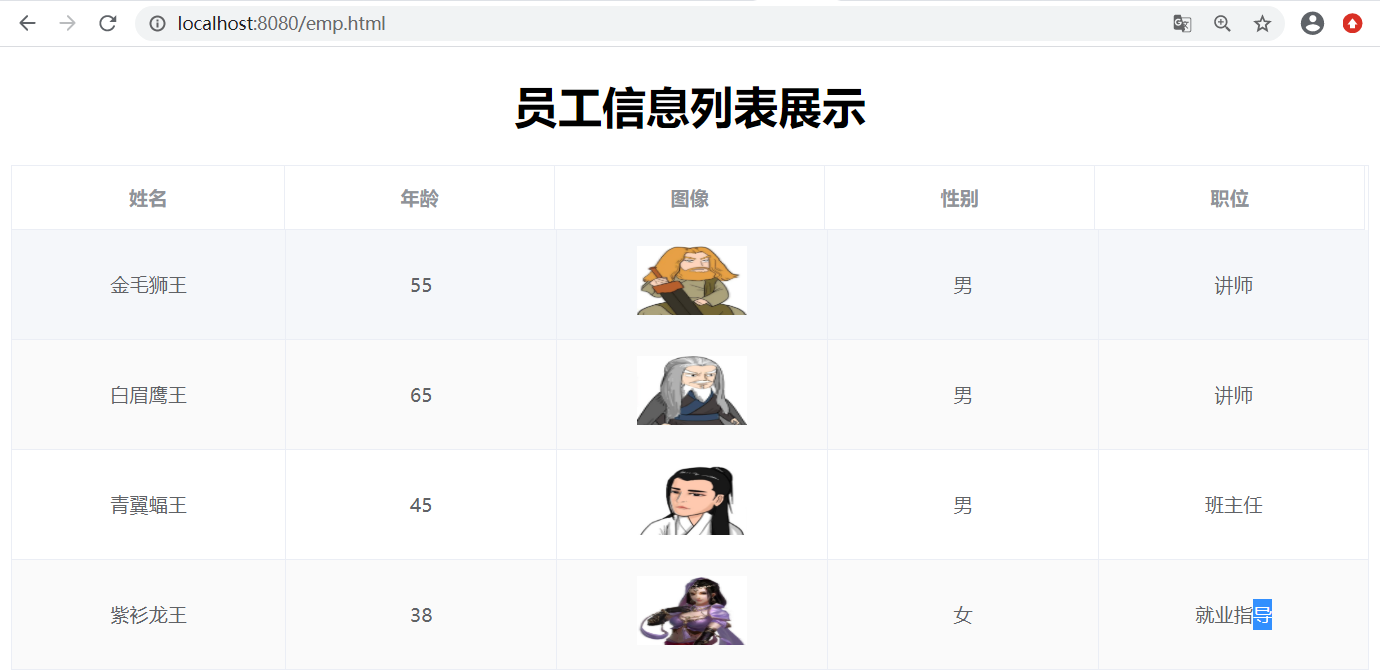 localhost:8080/emp.html
员工信息列表展示
姓名 年龄 图像 性别 职位
金毛狮王 55 男 讲师
白眉鹰王 65 男 讲师
青翼蝠王 45 男 班主任
紫衫龙王 38 女 就业指导